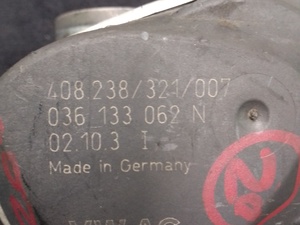 408.238/321/007
036 133 062 N
02.10.3 I
Made in Germany